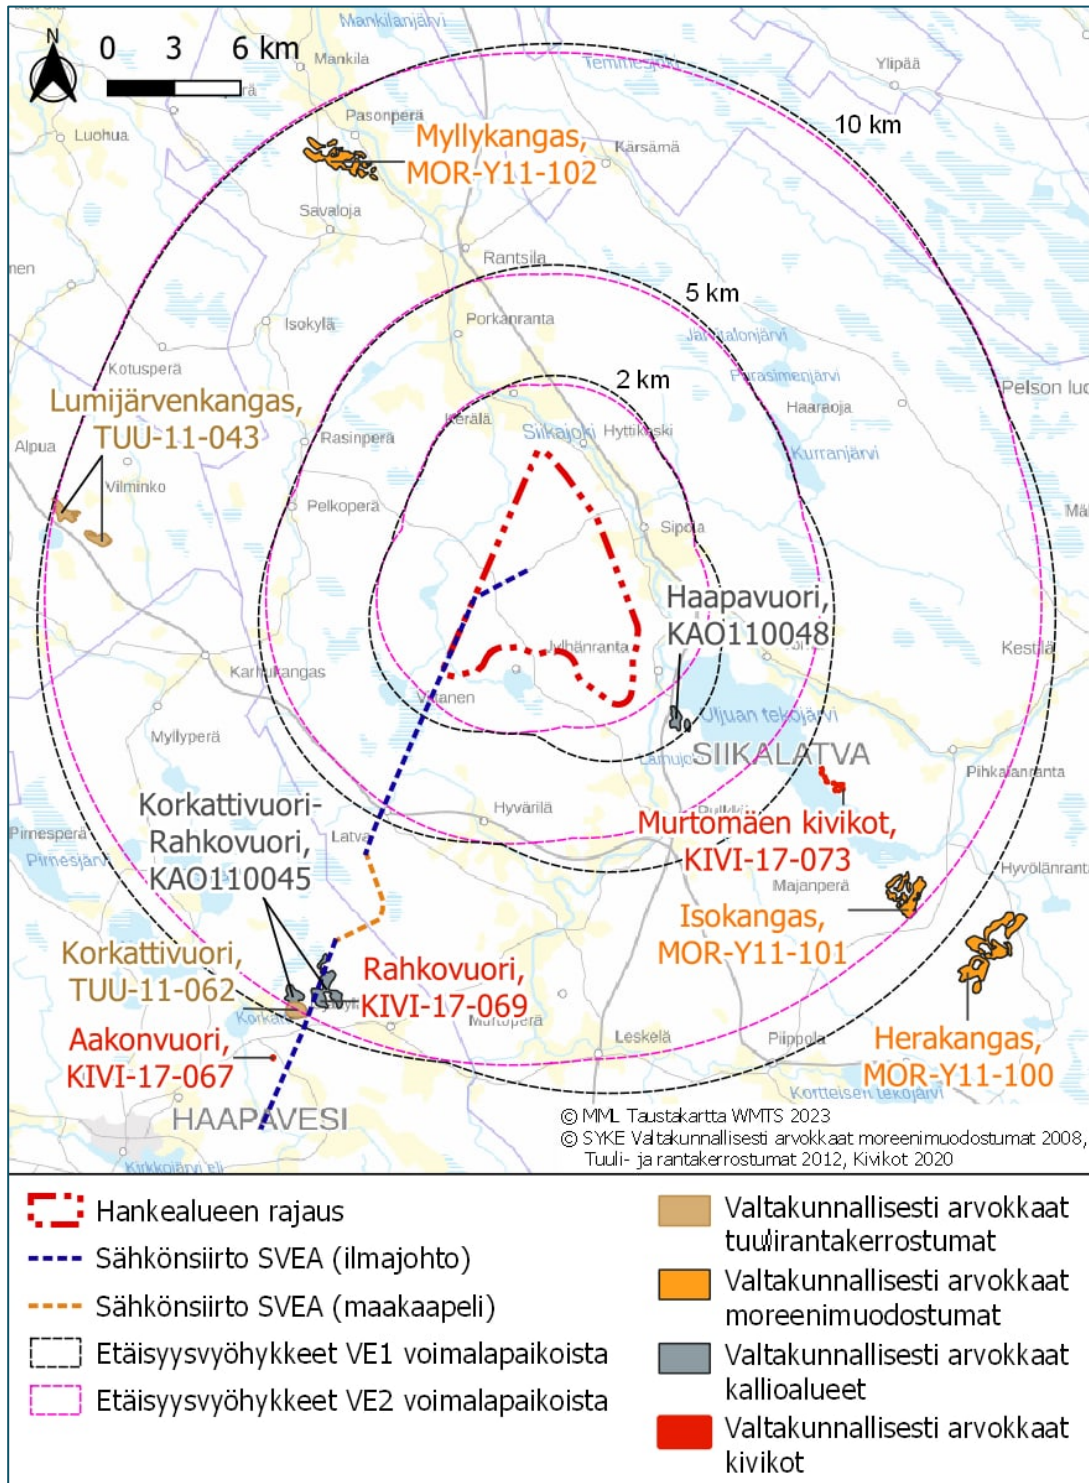 N
0 3 6 km
Mankilanjärvi
Mankila
Temmesjoki
Ylipää
Luohua
Pasonperä
10 km
Myllykangas,
MOR-Y11-102
Kärsämä
Savaloja
Rantsila
5 km
Isokylä
Porkanranta
Kotusperä
2 km
Purasimenjärvi
Pelson luo
Lumijärvenkangas,
TUU-11-043
Kerälä
Haaraoja
Alpua
Rasinperä
Siikajoki
Hyttikoski
Kurranjärvi
Vilminko
Pelkoperä
Sipola
Haapavuori,
KAO110048
Jylhänranta
Kestilä
Karhukangas
Vatanen
Uljuan tekojärvi
Myllyperä
SIIKALATVA
Pihkalanranta
Korkattivuori-
Rahkovuori,
KAO110045
Hyvärilä
Pirnesperä
Latva
Murtomäen kivikot,
KIVI-17-073
Pirnesjärvi
Hyvölänranta
Majanperä
Isokangas,
MOR-Y11-101
Korkattivuori,
TUU-11-062
Rahkovuori,
KIVI-17-069
Aakonvuori,
KIVI-17-067
Leskelä
Piippola
Herakangas,
MOR-Y11-100
Kortteisen tekojärvi
HAAPAVESI
© MML Taustakartta WMTS 2023
© SYKE Valtakunnallisesti arvokkaat moreenimuodostumat 2008,
Tuuli- ja rantakerrostumat 2012, Kivikot 2020
Hankealueen rajaus
Sähkönsiirto SVEA (ilmajohto)
Sähkönsiirto SVEA (maakaapeli)
Etäisyysvyöhykkeet VE1 voimalapaikoista
Etäisyysvyöhykkeet VE2 voimalapaikoista
Valtakunnallisesti arvokkaat
tuuli/rantakerrostumat
Valtakunnallisesti arvokkaat
moreenimuodostumat
Valtakunnallisesti arvokkaat
kallioalueet
Valtakunnallisesti arvokkaat
kivikot